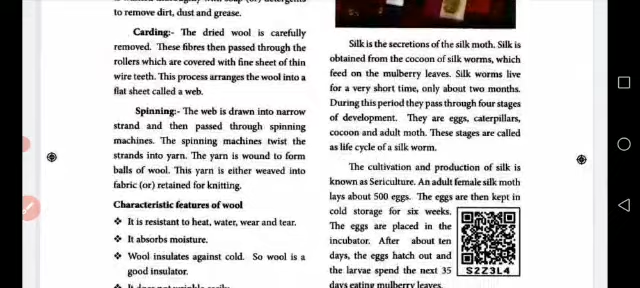 to remove dirt, dust and grease.
Carding:- The dried wool is carefully
removed. These fibres then passed through the
rollers which are covered with fine sheet of thin
wire teeth. This process arranges the wool into a
flat sheet called a web.
Spinning:- The web is drawn into narrow
strand and then passed through spinning
machines. The spinning machines twist the
strands into yarn. The yarn is wound to form
balls of wool. This yarn is either weaved into
fabric (or) retained for knitting.
Characteristic features of wool
❖ It is resistant to heat, water, wear and tear.
❖ It absorbs moisture.
❖ Wool insulates against cold. So wool is a
good insulator.
❖ It does not wrinkle easily.
Silk is the secretions of the silk moth. Silk is
obtained from the cocoon of silk worms, which
feed on the mulberry leaves. Silk worms live
for a very short time, only about two months.
During this period they pass through four stages
of development. They are eggs, caterpillars,
cocoon and adult moth. These stages are called
as life cycle of a silk worm.
The cultivation and production of silk is
known as Sericulture. An adult female silk moth
lays about 500 eggs. The eggs are then kept in
cold storage for six weeks.
The eggs are placed in the
incubator. After about ten
days, the eggs hatch out and
the larvae spend the next 35
days eating mulberry leaves.
S2Z3L4